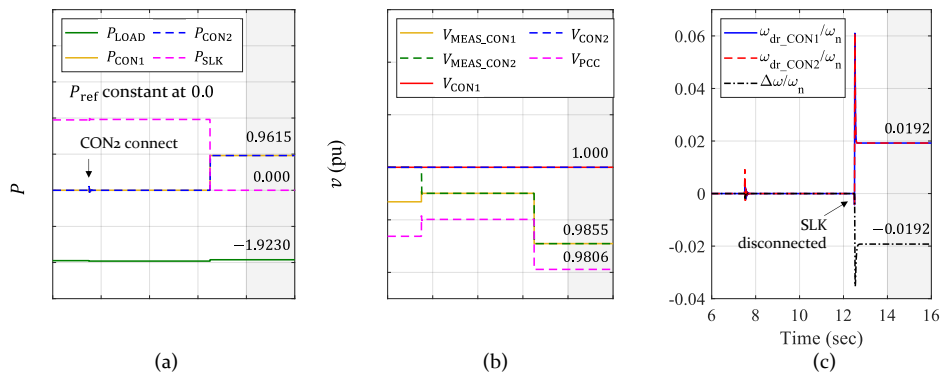 P_LOAD
P_CON2
P_CON1
P_SLK
P_ref constant at 0.0
CON2 connect
0.9615
0.000
−1.9230
P
(a)
V_MEAS_CON1
V_CON2
V_MEAS_CON2
V_PCC
V_CON1
1.000
0.9855
0.9806
v (pu)
(b)
ω_dr_CON1/ω_n
ω_dr_CON2/ω_n
Δω/ω_n
0.06
0.04
0.02
0
-0.02
-0.04
0.0192
SLK
disconnected
−0.0192
6 8 10 12 14 16
Time (sec)
(c)